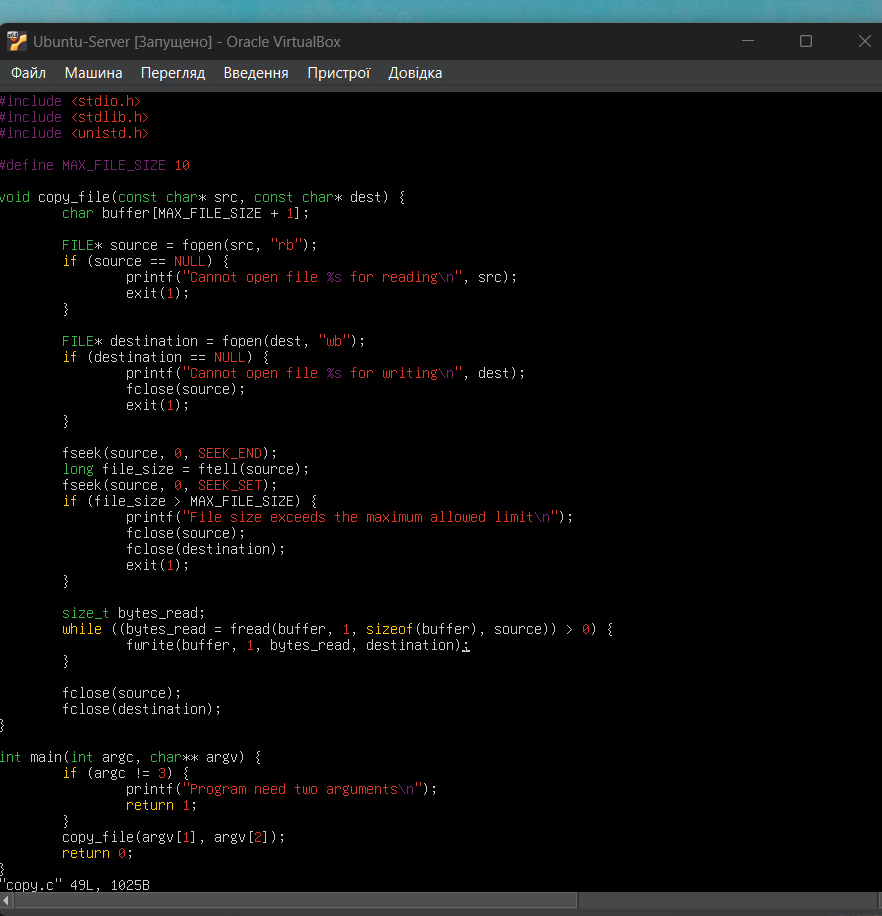 Ubuntu-Server [Запущено] - Oracle VirtualBox
Файл Машина Перегляд Введення Пристрої Довідка
#include <stdio.h>
#include <stdlib.h>
#include <unistd.h>
#define MAX_FILE_SIZE 10
void copy_file(const char* src, const char* dest) {
char buffer[MAX_FILE_SIZE + 1];
FILE* source = fopen(src, "rb");
if (source == NULL) {
printf("Cannot open file %s for reading\n", src);
exit(1);
}
FILE* destination = fopen(dest, "wb");
if (destination == NULL) {
printf("Cannot open file %s for writing\n", dest);
fclose(source);
exit(1);
}
fseek(source, 0, SEEK_END);
long file_size = ftell(source);
fseek(source, 0, SEEK_SET);
if (file_size > MAX_FILE_SIZE) {
printf("File size exceeds the maximum allowed limit\n");
fclose(source);
fclose(destination);
exit(1);
}
size_t bytes_read;
while ((bytes_read = fread(buffer, 1, sizeof(buffer), source)) > 0) {
fwrite(buffer, 1, bytes_read, destination);
}
fclose(source);
fclose(destination);
}
int main(int argc, char** argv) {
if (argc != 3) {
printf("Program need two arguments\n");
return 1;
}
copy_file(argv[1], argv[2]);
return 0;
}
"copy.c" 49L, 1025B